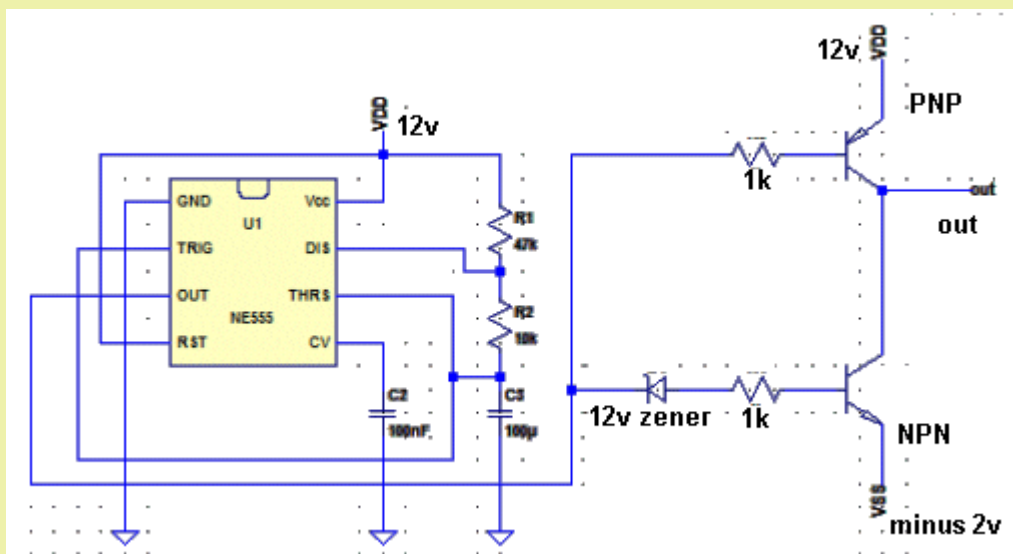 12v VDD
PNP
VDD 12v
1k
out
out
GND Vcc
U1
R1
47k
TRIG DIS
OUT THRS
NE555
R2
10k
RST CV
C2
100nF
C3
100µ
12v zener 1k
NPN
VSS
minus 2v